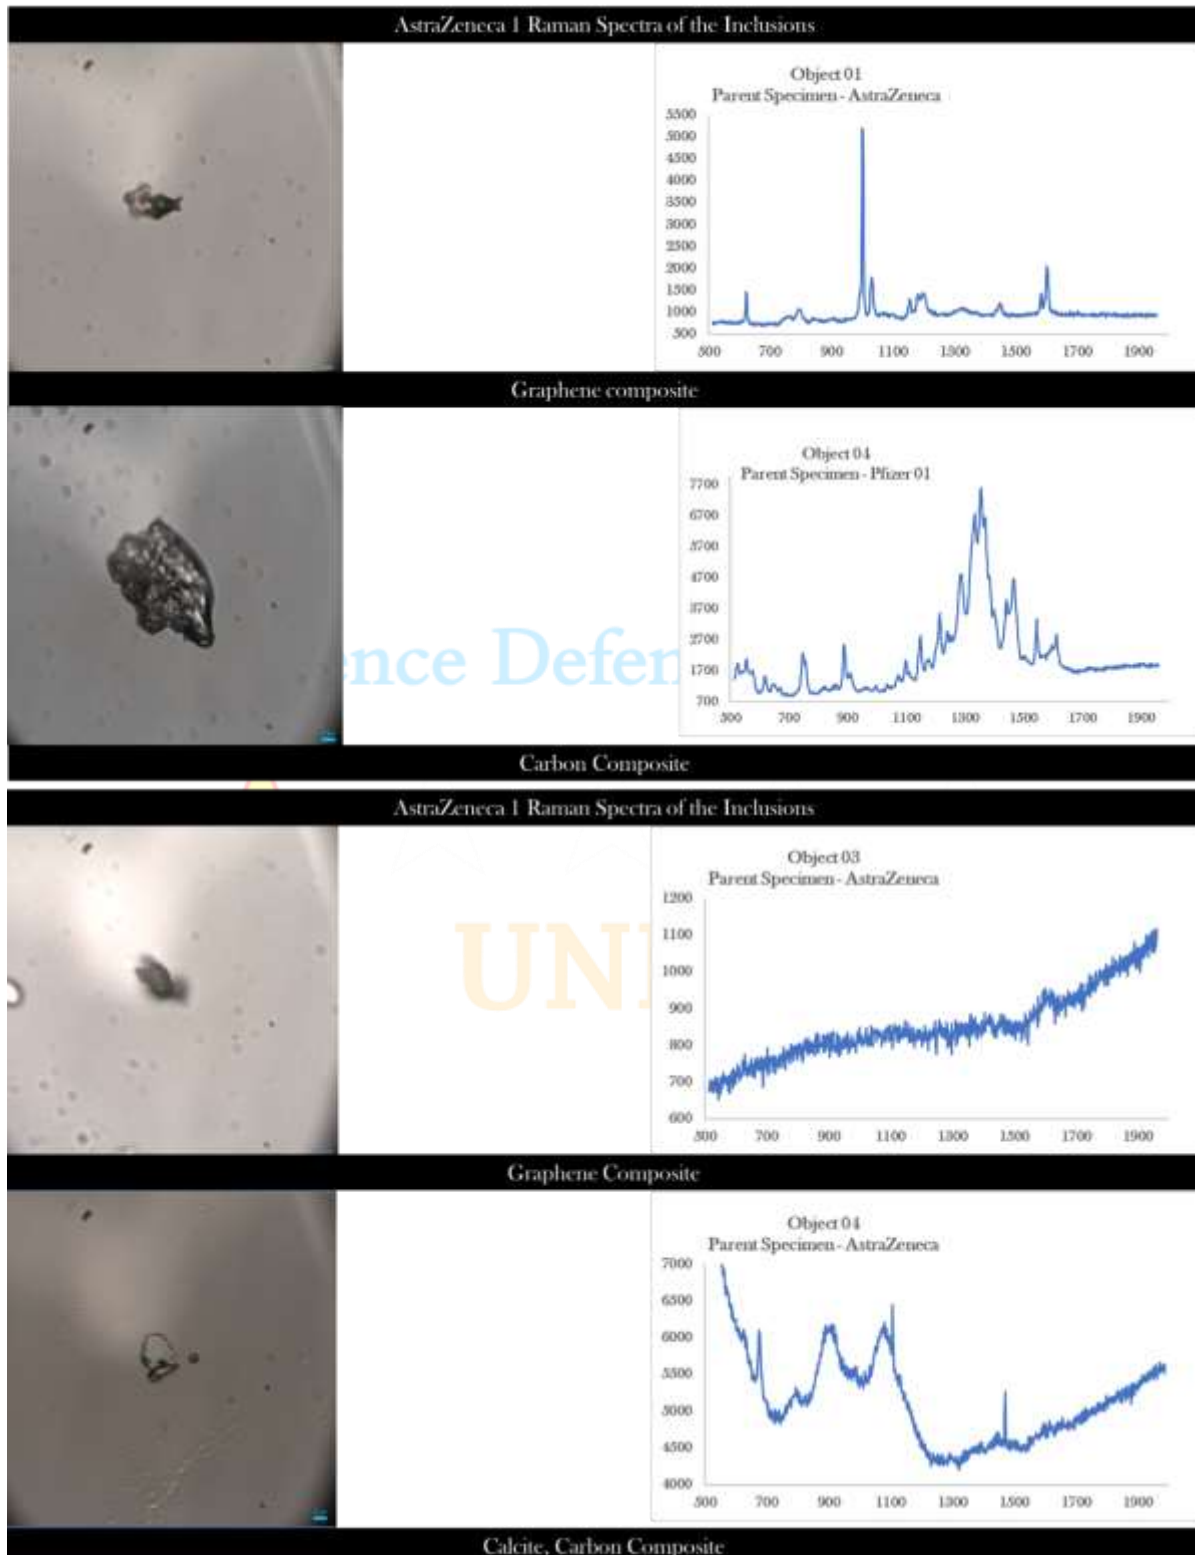 AstraZeneca 1 Raman Spectra of the Inclusions
Object 01
Parent Specimen - AstraZeneca
5500
5000
4500
4000
3500
3000
2500
2000
1500
1000
500
500 700 900 1100 1300 1500 1700 1900
Graphene composite
Object 04
Parent Specimen - Pfizer 01
7700
6700
5700
4700
3700
2700
1700
700
500 700 900 1100 1300 1500 1700 1900
ence Defen
Carbon Composite
AstraZeneca 1 Raman Spectra of the Inclusions
Object 03
Parent Specimen - AstraZeneca
1200
1100
1000
900
800
700
600
500 700 900 1100 1300 1500 1700 1900
UNI
Graphene Composite
Object 04
Parent Specimen - AstraZeneca
7000
6500
6000
5500
5000
4500
4000
500 700 900 1100 1300 1500 1700 1900
Calcite, Carbon Composite